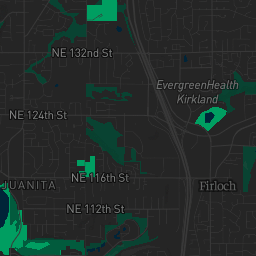 NE 132nd St
EvergreenHealth
Kirkland
NE 124th St
NE 116th St
JUANITA
Firloch
NE 112th St